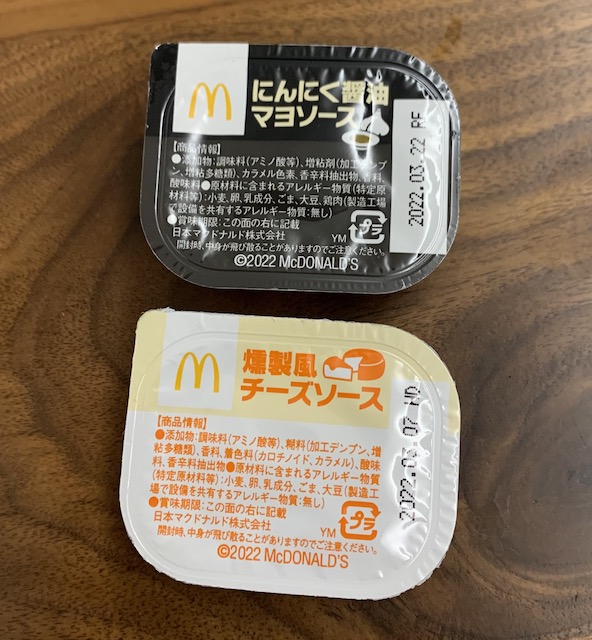 にんにく醤油
マヨソース
【商品情報】
●添加物:調味料(アミノ酸等)、増粘剤(加工デンプ
ン、増粘多糖類)、カラメル色素、香辛料抽出物、香料、
酸味料●原材料に含まれるアレルギー物質(特定
原材料等):小麦、卵、乳成分、ごま、大豆、鶏肉(製造工場
で設備を共有するアレルギー物質:無し)
●賞味期限:この面の右に記載
日本マクドナルド株式会社 YM
開封時、中身が飛び散ることがありますのでご注意ください。
©2022 McDONALD'S
プラ
2022.03.22 RF
燻製風
チーズソース
【商品情報】
●添加物:調味料(アミノ酸等)、糊料(加工デンプン、増
粘多糖類)、香料、着色料(カロチノイド、カラメル)、酸味
料、香辛料抽出物●原材料に含まれるアレルギー物質
(特定原材料等):小麦、卵、乳成分、ごま、大豆(製造工
場で設備を共有するアレルギー物質:無し)
●賞味期限:この面の右に記載
日本マクドナルド株式会社 YM
開封時、中身が飛び散ることがありますのでご注意ください。
©2022 McDONALD'S
プラ